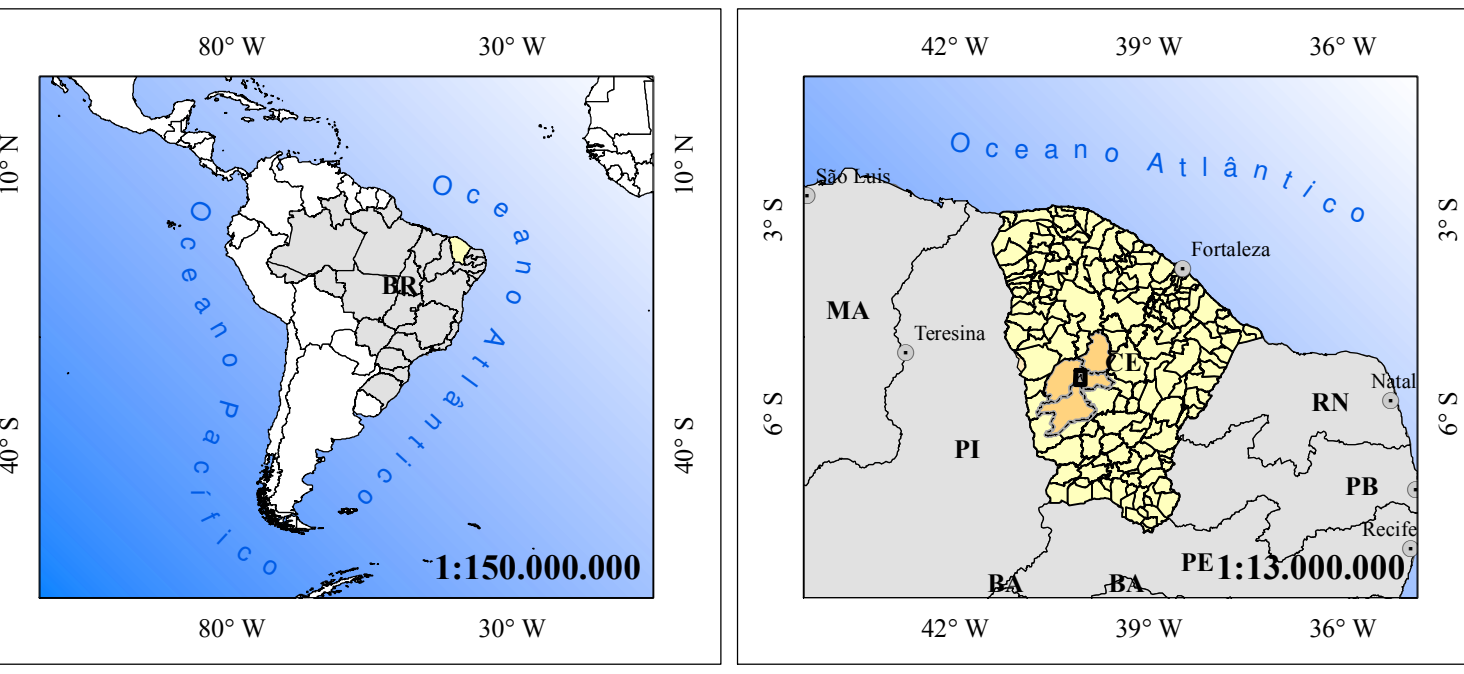 80° W 30° W
10° N 10° N
Oceano Atlântico
Oceano Pacífico
BR
40° S 40° S
1:150.000.000
80° W 30° W
42° W 39° W 36° W
Oceano Atlântico
São Luis
3° S 3° S
Fortaleza
MA
Teresina
CE
Natal
6° S 6° S
RN
PI
PB
Recife
PE
1:13.000.000
BA BA
42° W 39° W 36° W